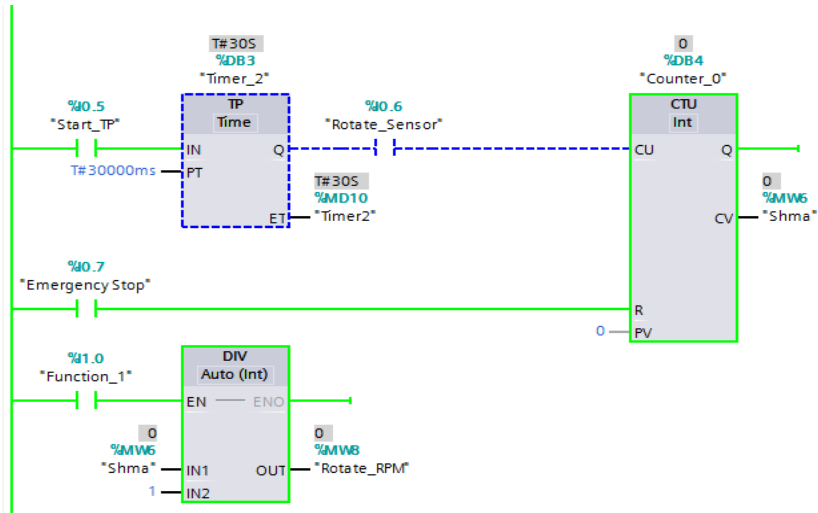 T#30S
%DB3
"Timer_2"
TP
Time
0
%DB4
"Counter_0"
CTU
Int
%I0.5
"Start_TP"
%I0.6
"Rotate_Sensor"
IN
Q
CU
Q
T#30000ms
PT
T#30S
%MD10
ET
"Timer2"
0
%MW6
CV
"Shma"
%I0.7
"Emergency Stop"
R
0
PV
%I1.0
"Function_1"
DIV
Auto (Int)
EN
ENO
0
%MW6
"Shma"
IN1
0
%MW8
OUT
"Rotate_RPM"
1
IN2